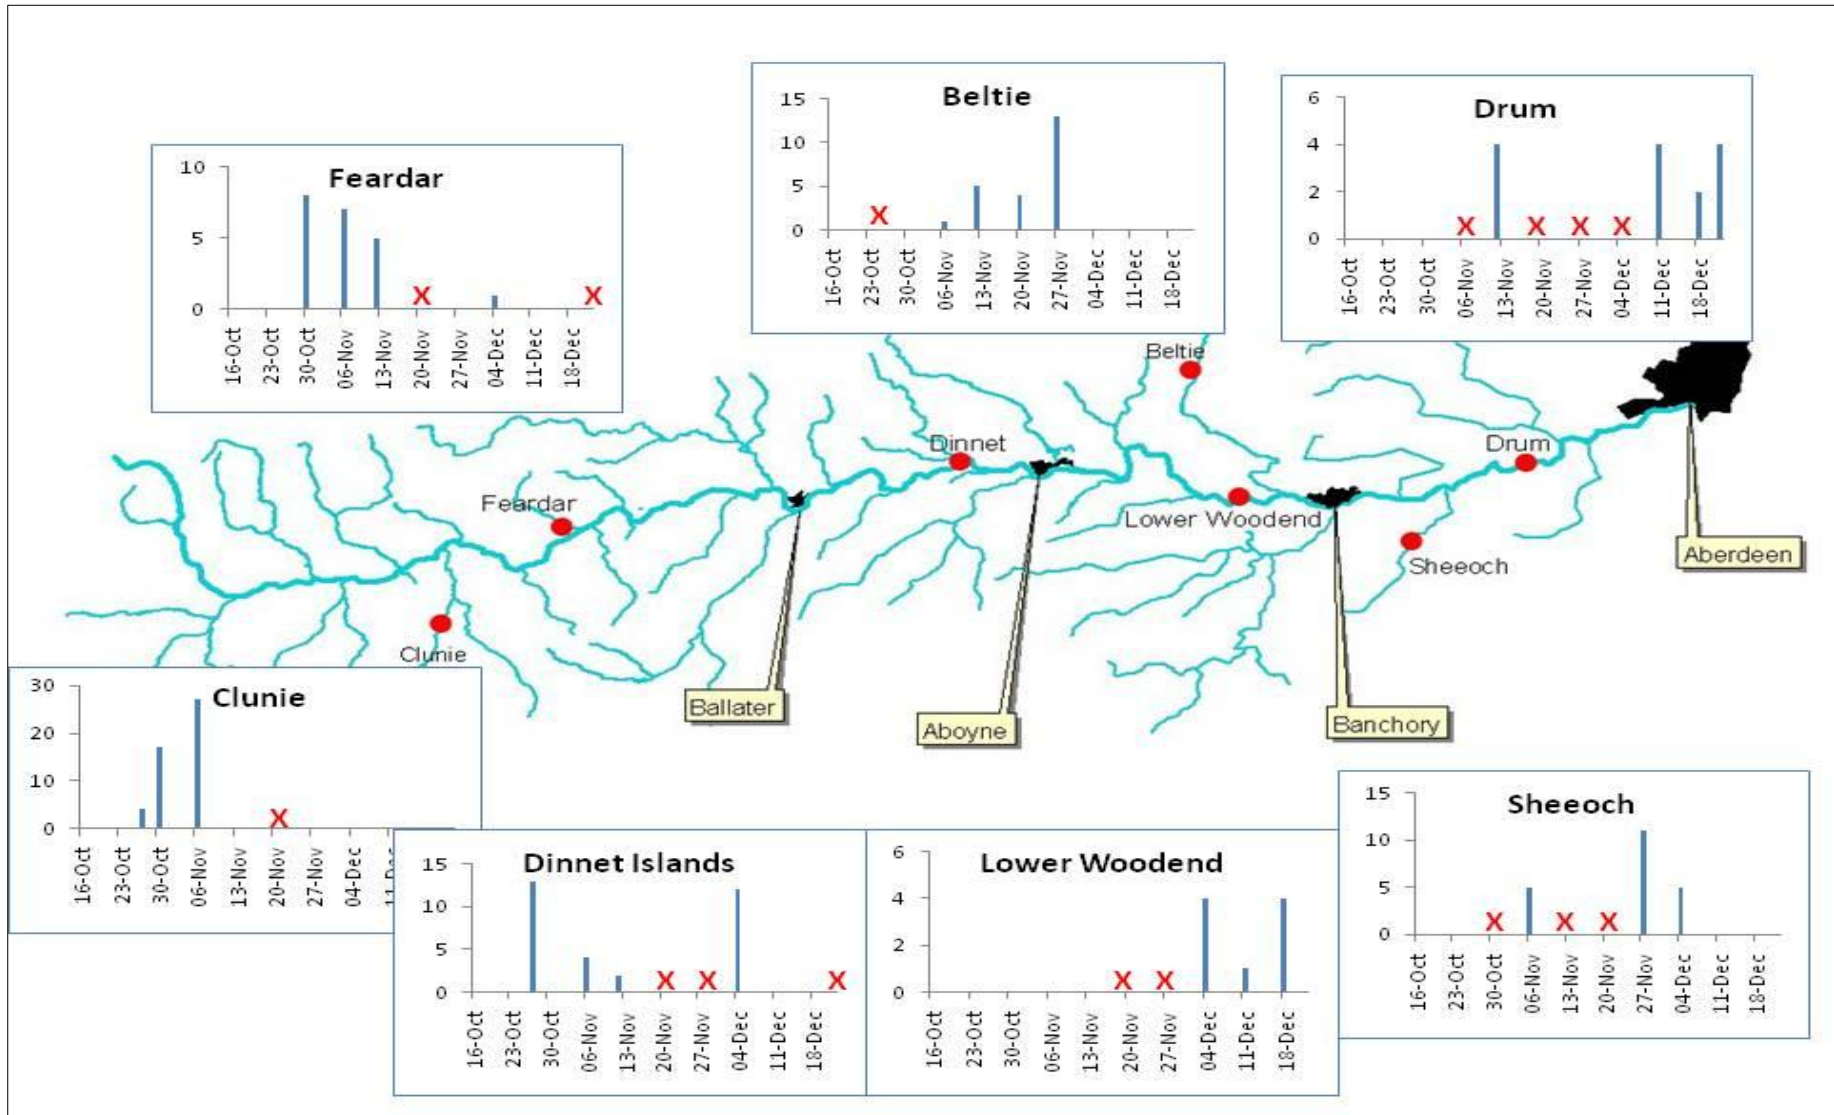 Beltie
15
10
5
0
X
16-Oct
23-Oct
30-Oct
06-Nov
13-Nov
20-Nov
27-Nov
04-Dec
11-Dec
18-Dec
Drum
6
4
2
0
X X X X
16-Oct
23-Oct
30-Oct
06-Nov
13-Nov
20-Nov
27-Nov
04-Dec
11-Dec
18-Dec
Feardar
10
5
0
X X
16-Oct
23-Oct
30-Oct
06-Nov
13-Nov
20-Nov
27-Nov
04-Dec
11-Dec
18-Dec
Beltie
Dinnet
Drum
Feardar
Lower Woodend
Sheeoch
Aberdeen
Clunie
Ballater
Aboyne
Banchory
Clunie
30
20
10
0
X
16-Oct
23-Oct
30-Oct
06-Nov
13-Nov
20-Nov
27-Nov
04-Dec
Dinnet Islands
15
10
5
0
X X X
16-Oct
23-Oct
30-Oct
06-Nov
13-Nov
20-Nov
27-Nov
04-Dec
11-Dec
18-Dec
Lower Woodend
6
4
2
0
X X
16-Oct
23-Oct
30-Oct
06-Nov
13-Nov
20-Nov
27-Nov
04-Dec
11-Dec
18-Dec
Sheeoch
15
10
5
0
X X X
16-Oct
23-Oct
30-Oct
06-Nov
13-Nov
20-Nov
27-Nov
04-Dec
11-Dec
18-Dec